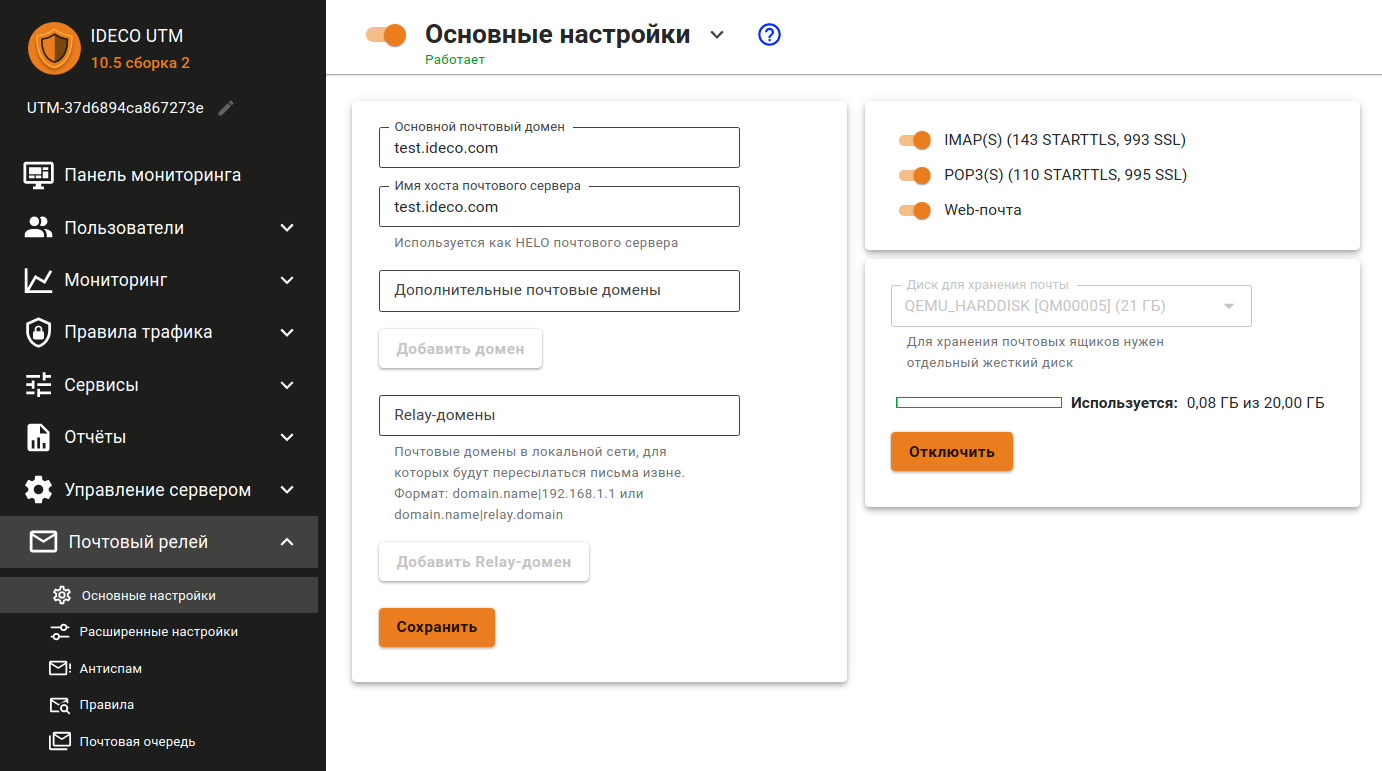 IDECO UTM
10.5 сборка 2
UTM-37d6894ca867273e
Панель мониторинга
Пользователи
Мониторинг
Правила трафика
Сервисы
Отчёты
Управление сервером
Почтовый релей
Основные настройки
Расширенные настройки
Антиспам
Правила
Почтовая очередь
Основные настройки
Работает
Основной почтовый домен
test.ideco.com
Имя хоста почтового сервера
test.ideco.com
Используется как HELO почтового сервера
Дополнительные почтовые домены
Добавить домен
Relay-домены
Почтовые домены в локальной сети, для
которых будут пересылаться письма извне.
Формат: domain.name|192.168.1.1 или
domain.name|relay.domain
Добавить Relay-домен
Сохранить
IMAP(S) (143 STARTTLS, 993 SSL)
POP3(S) (110 STARTTLS, 995 SSL)
Web-почта
Диск для хранения почты
QEMU_HARDDISK [QM00005] (21 ГБ)
Для хранения почтовых ящиков нужен
отдельный жесткий диск
Используется: 0,08 ГБ из 20,00 ГБ
Отключить